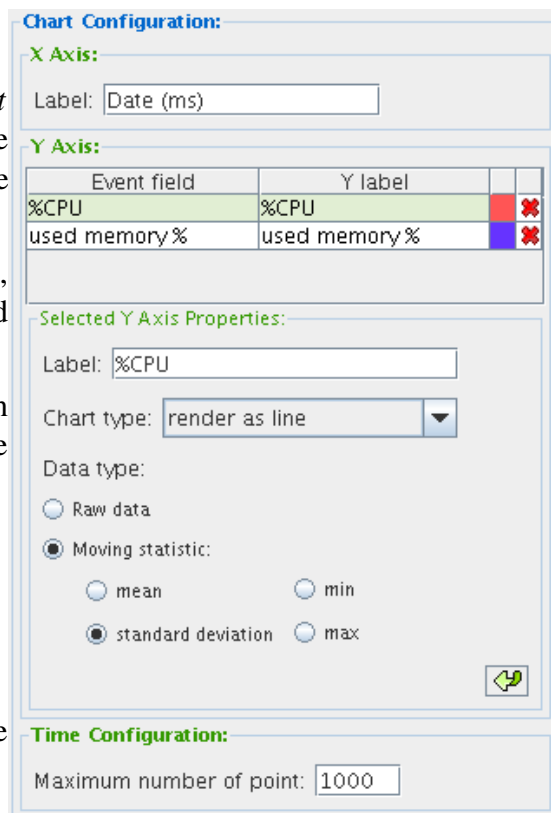 Chart Configuration:
X Axis:
t
Label: Date (ms)
e
Y Axis:
e
Event field Y label
%CPU %CPU
used memory % used memory %
,
d
Selected Y Axis Properties:
Label: %CPU
n
Chart type: render as line
e
Data type:
Raw data
Moving statistic:
mean min
standard deviation max
e
Time Configuration:
Maximum number of point: 1000